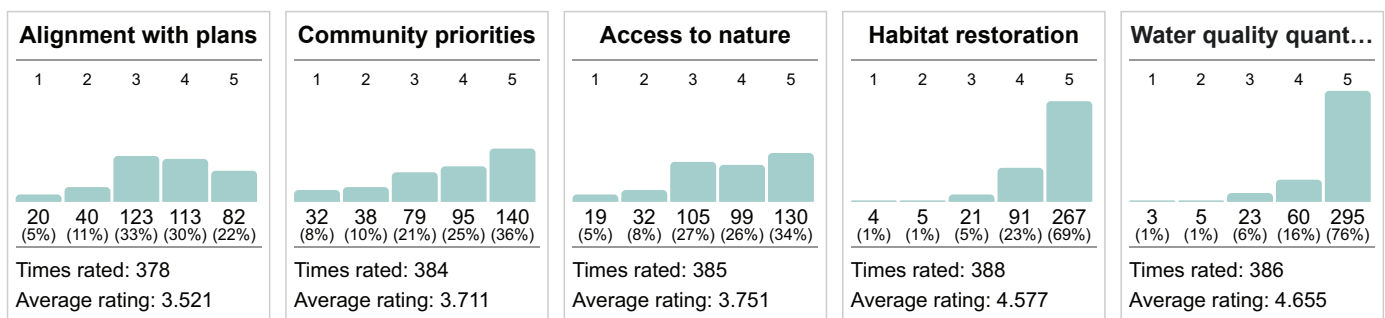 Alignment with plans
1 2 3 4 5
20 40 123 113 82
(5%) (11%) (33%) (30%) (22%)
Times rated: 378
Average rating: 3.521
Community priorities
1 2 3 4 5
32 38 79 95 140
(8%) (10%) (21%) (25%) (36%)
Times rated: 384
Average rating: 3.711
Access to nature
1 2 3 4 5
19 32 105 99 130
(5%) (8%) (27%) (26%) (34%)
Times rated: 385
Average rating: 3.751
Habitat restoration
1 2 3 4 5
4 5 21 91 267
(1%) (1%) (5%) (23%) (69%)
Times rated: 388
Average rating: 4.577
Water quality quant…
1 2 3 4 5
3 5 23 60 295
(1%) (1%) (6%) (16%) (76%)
Times rated: 386
Average rating: 4.655